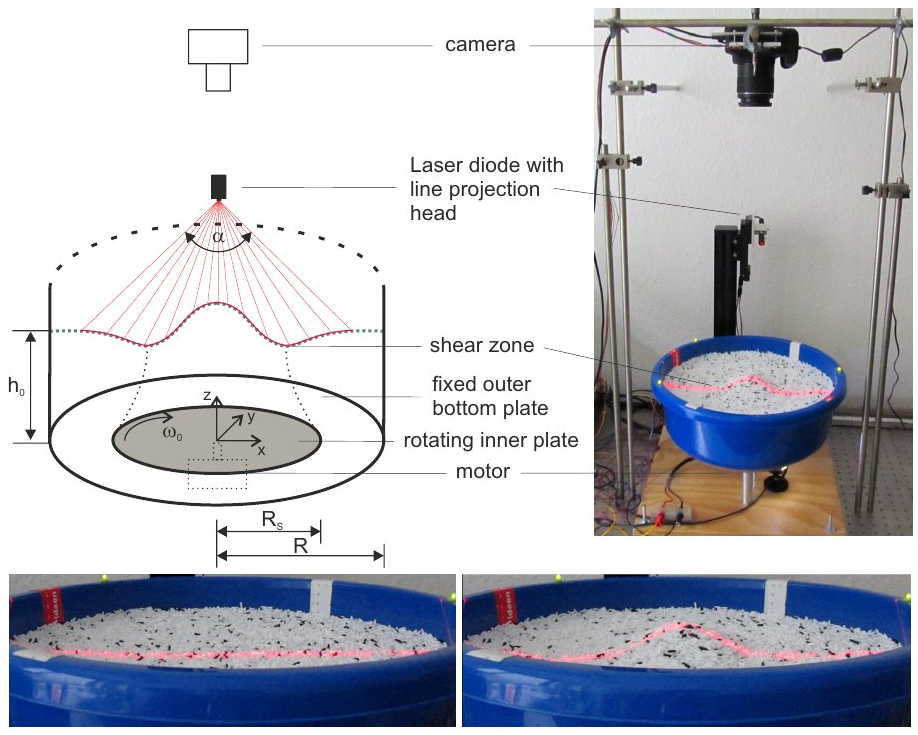 camera
Laser diode with
line projection
head
α
shear zone
h₀
fixed outer
bottom plate
z
y
x
ω₀
rotating inner plate
motor
Rₛ
R